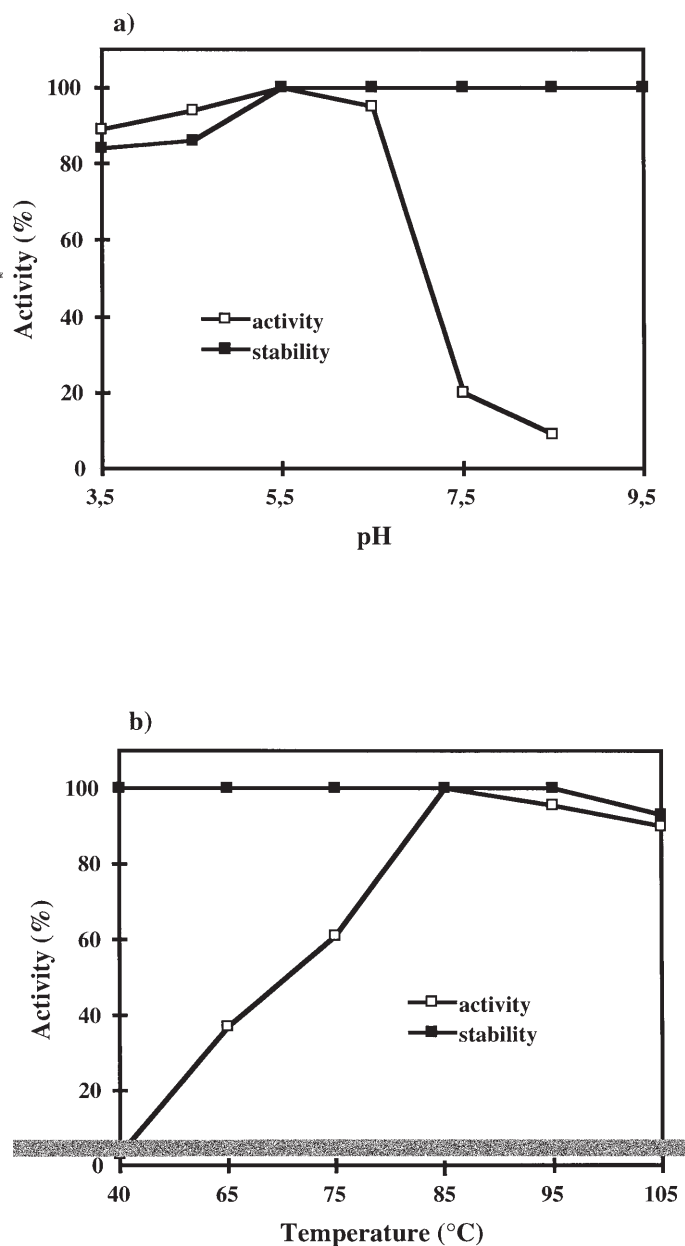 a)
100
80
60
40
20
0
Activity (%)
activity
stability
3,5 5,5 7,5 9,5
pH
b)
100
80
60
40
20
0
Activity (%)
activity
stability
40 65 75 85 95 105
Temperature (°C)